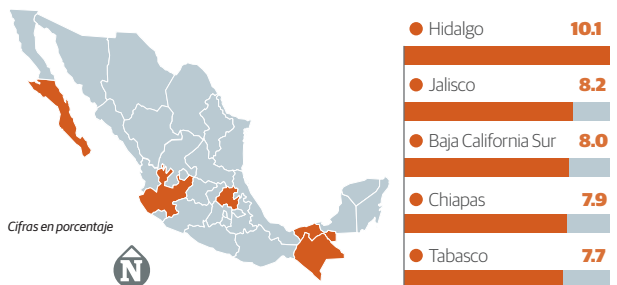 Hidalgo 10.1
Jalisco 8.2
Baja California Sur 8.0
Chiapas 7.9
Tabasco 7.7
Cifras en porcentaje
N